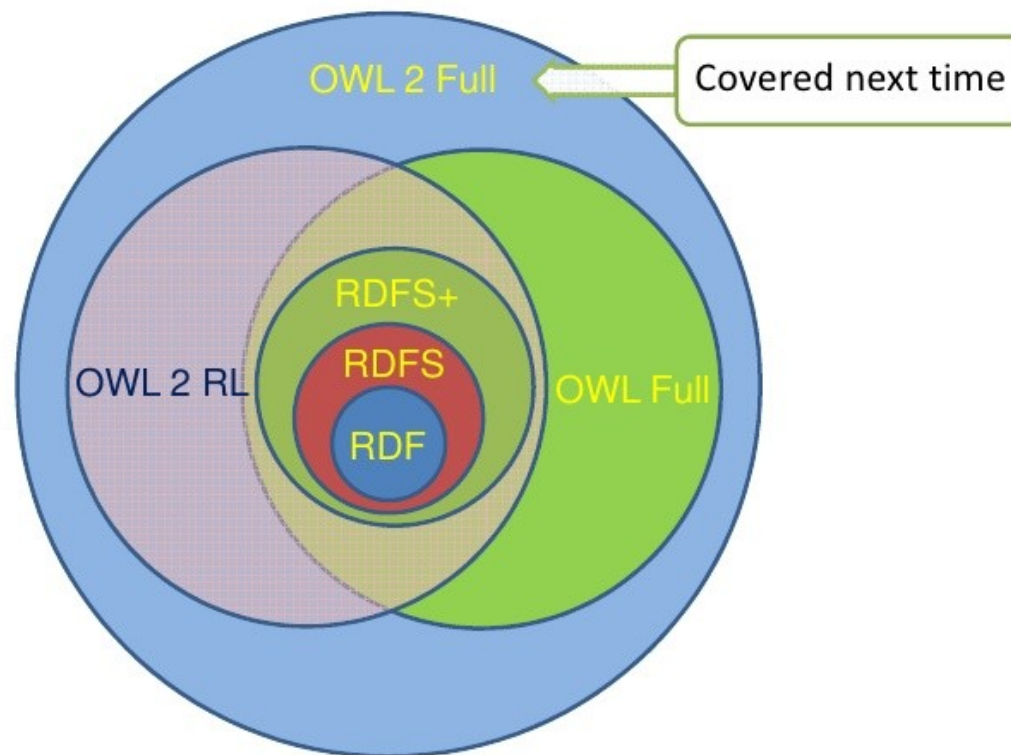 OWL 2 Full
Covered next time
RDFS+
RDFS
OWL 2 RL
OWL Full
RDF